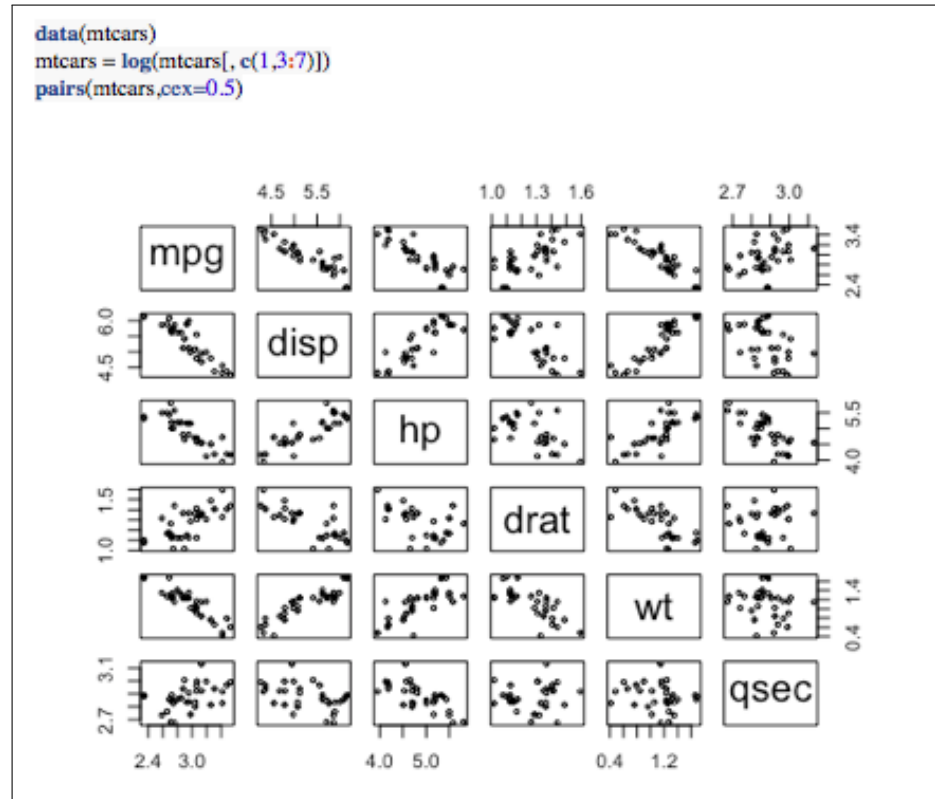 data(mtcars)
mtcars = log(mtcars[, c(1,3:7)])
pairs(mtcars,cex=0.5)
4.5 5.5
1.0 1.3 1.6
2.7 3.0
mpg
2.4 3.4
4.5 6.0
disp
hp
4.0 5.5
1.0 1.5
drat
wt
0.4 1.4
2.7 3.1
qsec
2.4 3.0
4.0 5.0
0.4 1.2